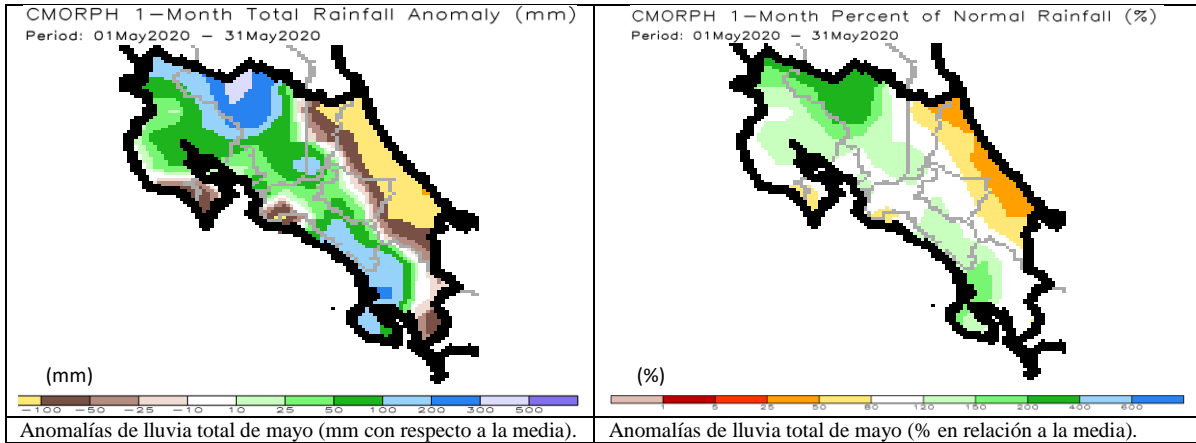 CMORPH 1-Month Total Rainfall Anomaly (mm)
Period: 01May2020 - 31May2020
(mm)
-100 -50 -25 -10 10 25 50 100 200 300 500
Anomalías de lluvia total de mayo (mm con respecto a la media).
CMORPH 1-Month Percent of Normal Rainfall (%)
Period: 01May2020 - 31May2020
(%)
1 5 25 50 80 120 150 200 400 600
Anomalías de lluvia total de mayo (% en relación a la media).